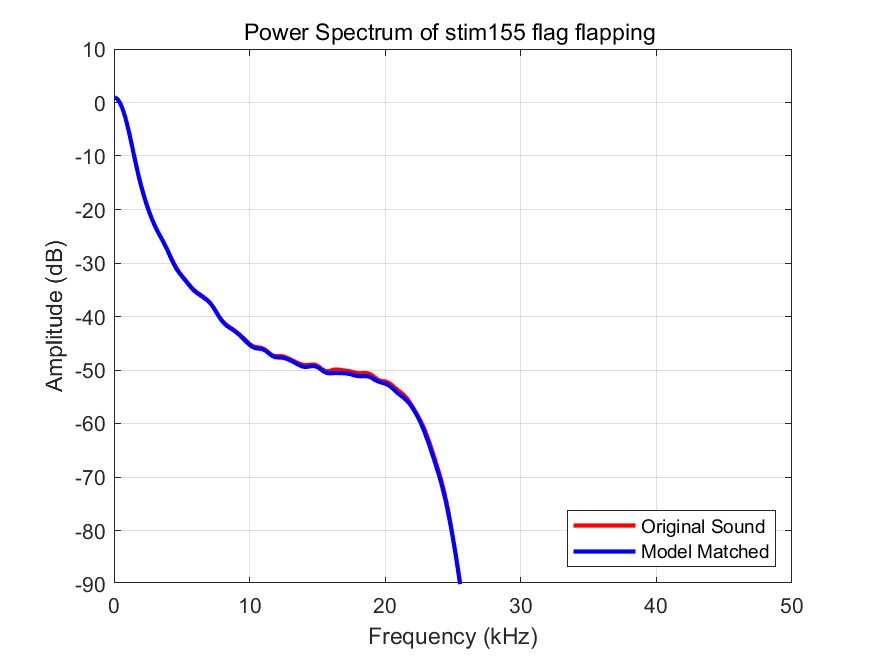 Power Spectrum of stim155 flag flapping
10
0
-10
-20
-30
-40
-50
-60
-70
-80
-90
Amplitude (dB)
Original Sound
Model Matched
0 10 20 30 40 50
Frequency (kHz)